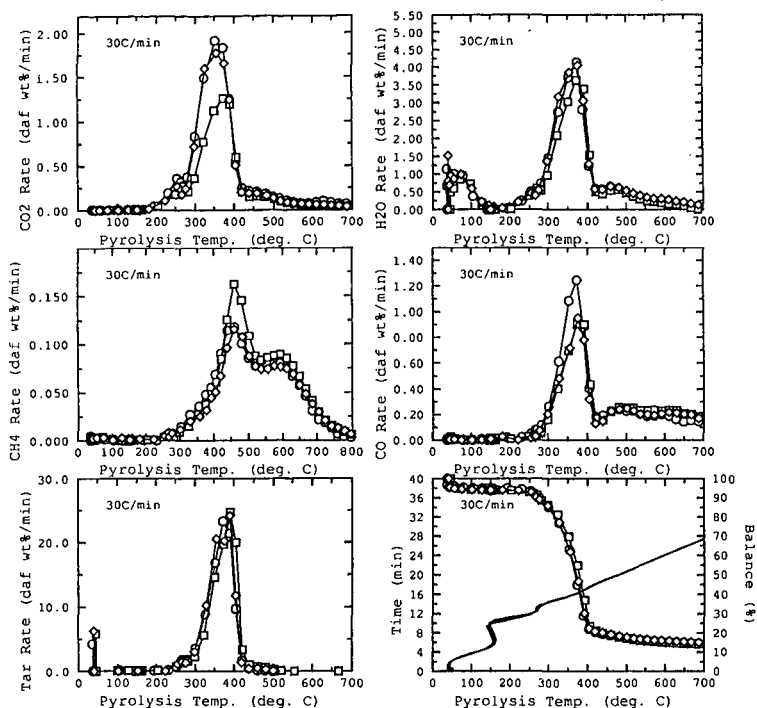 30C/min
2.00
1.50
1.00
0.50
0.00
0 100 200 300 400 500 600 700
CO2 Rate (daf wt%/min)
Pyrolysis Temp. (deg. C)
30C/min
5.50
5.00
4.50
4.00
3.50
3.00
2.50
2.00
1.50
1.00
0.50
0.00
0 100 200 300 400 500 600 700
H2O Rate (daf wt%/min)
Pyrolysis Temp. (deg. C)
30C/min
0.150
0.100
0.050
0.000
0 100 200 300 400 500 600 700 800
CH4 Rate (daf wt%/min)
Pyrolysis Temp. (deg. C)
30C/min
1.40
1.20
1.00
0.80
0.60
0.40
0.20
0.00
0 100 200 300 400 500 600 700
CO Rate (daf wt%/min)
Pyrolysis Temp. (deg. C)
30C/min
30.0
20.0
10.0
0.0
0 100 200 300 400 500 600 700
Tar Rate (daf wt%/min)
Pyrolysis Temp. (deg. C)
30C/min
40
36
32
28
24
20
16
12
8
4
0
100
90
80
70
60
50
40
30
20
10
0
0 100 200 300 400 500 600 700
Time (min)
Balance (%)
Pyrolysis Temp. (deg. C)